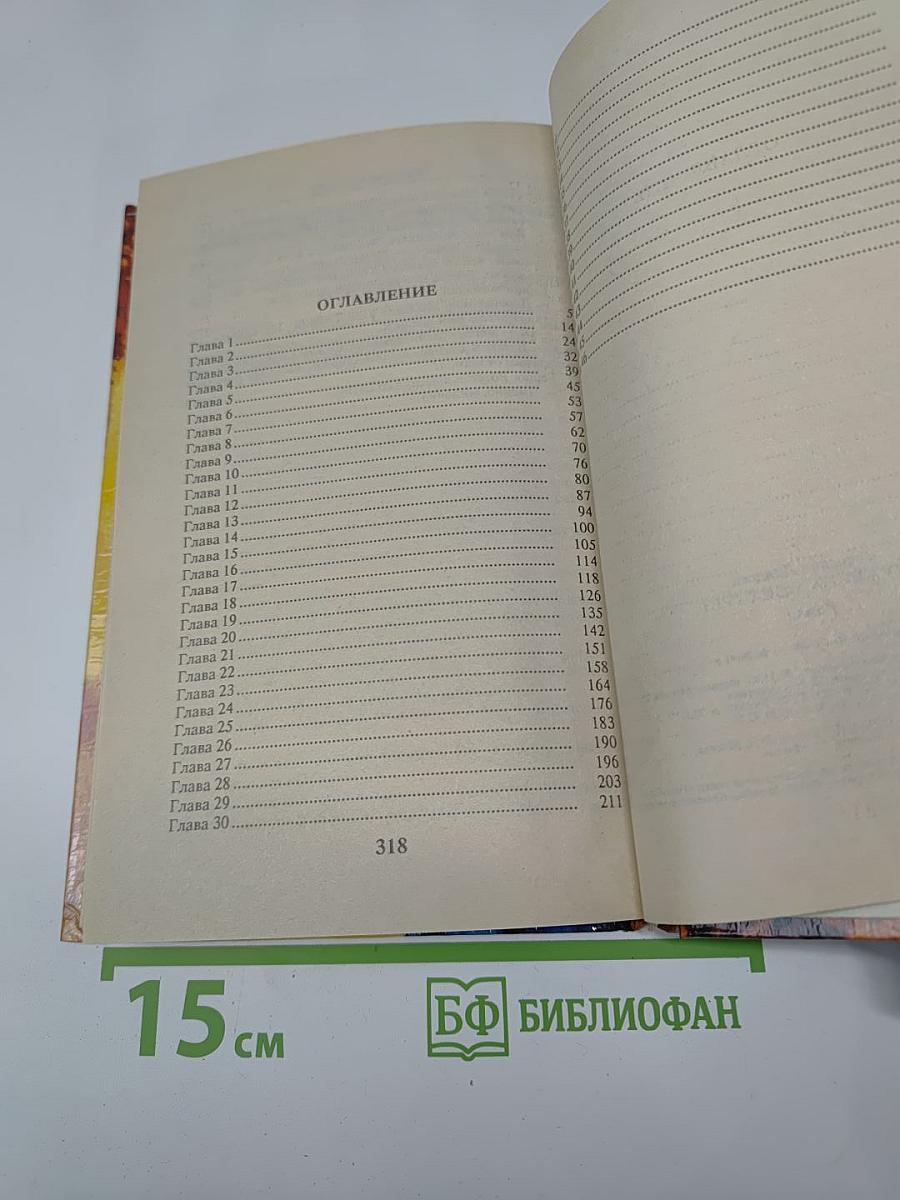 ОГЛАВЛЕНИЕ
Глава 1 5
Глава 2 14
Глава 3 24
Глава 4 32
Глава 5 39
Глава 6 45
Глава 7 53
Глава 8 57
Глава 9 62
Глава 10 70
Глава 11 76
Глава 12 80
Глава 13 87
Глава 14 94
Глава 15 100
Глава 16 105
Глава 17 114
Глава 18 118
Глава 19 126
Глава 20 135
Глава 21 142
Глава 22 151
Глава 23 158
Глава 24 164
Глава 25 176
Глава 26 183
Глава 27 190
Глава 28 196
Глава 29 203
Глава 30 211
318
15 см
БФ БИБЛИОФАН